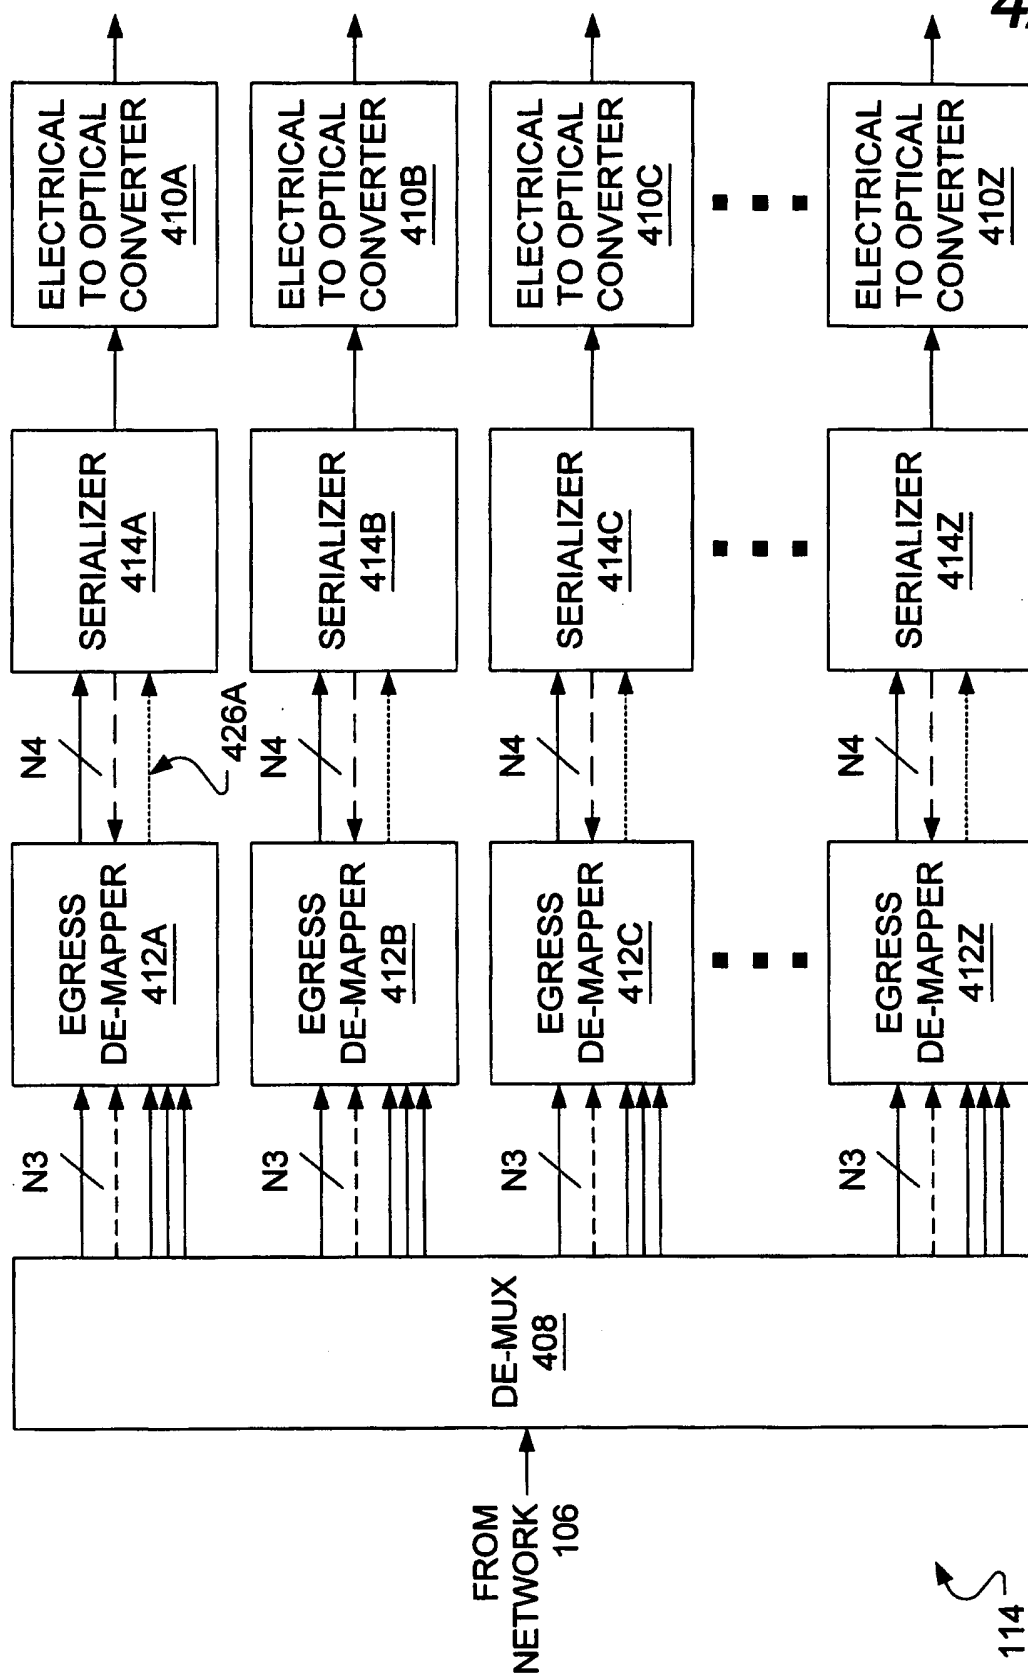 FROM
NETWORK
106
DE-MUX
408
N3
EGRESS
DE-MAPPER
412A
N4
426A
SERIALIZER
414A
ELECTRICAL
TO OPTICAL
CONVERTER
410A
N3
EGRESS
DE-MAPPER
412B
N4
SERIALIZER
414B
ELECTRICAL
TO OPTICAL
CONVERTER
410B
N3
EGRESS
DE-MAPPER
412C
N4
SERIALIZER
414C
ELECTRICAL
TO OPTICAL
CONVERTER
410C
N3
EGRESS
DE-MAPPER
412Z
N4
SERIALIZER
414Z
ELECTRICAL
TO OPTICAL
CONVERTER
410Z
114